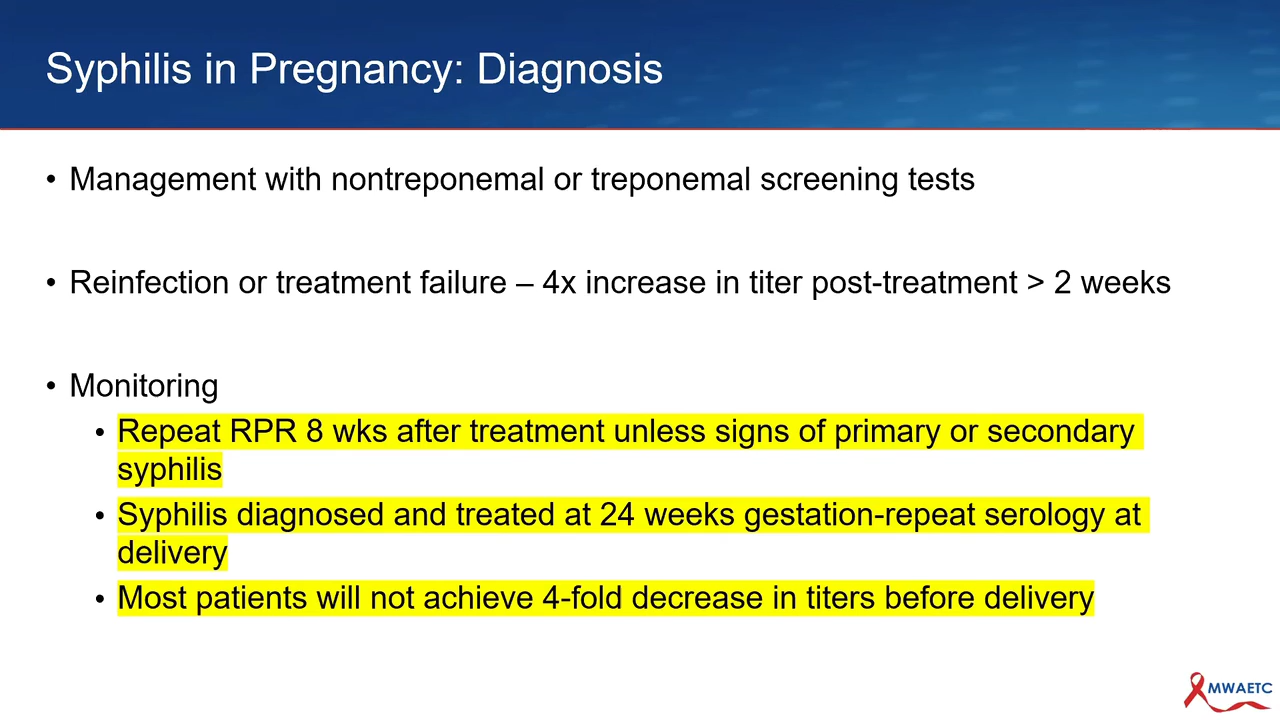 Syphilis in Pregnancy: Diagnosis
• Management with nontreponemal or treponemal screening tests
• Reinfection or treatment failure – 4x increase in titer post-treatment > 2 weeks
• Monitoring
• Repeat RPR 8 wks after treatment unless signs of primary or secondary
syphilis
• Syphilis diagnosed and treated at 24 weeks gestation-repeat serology at
delivery
• Most patients will not achieve 4-fold decrease in titers before delivery
MWAETC